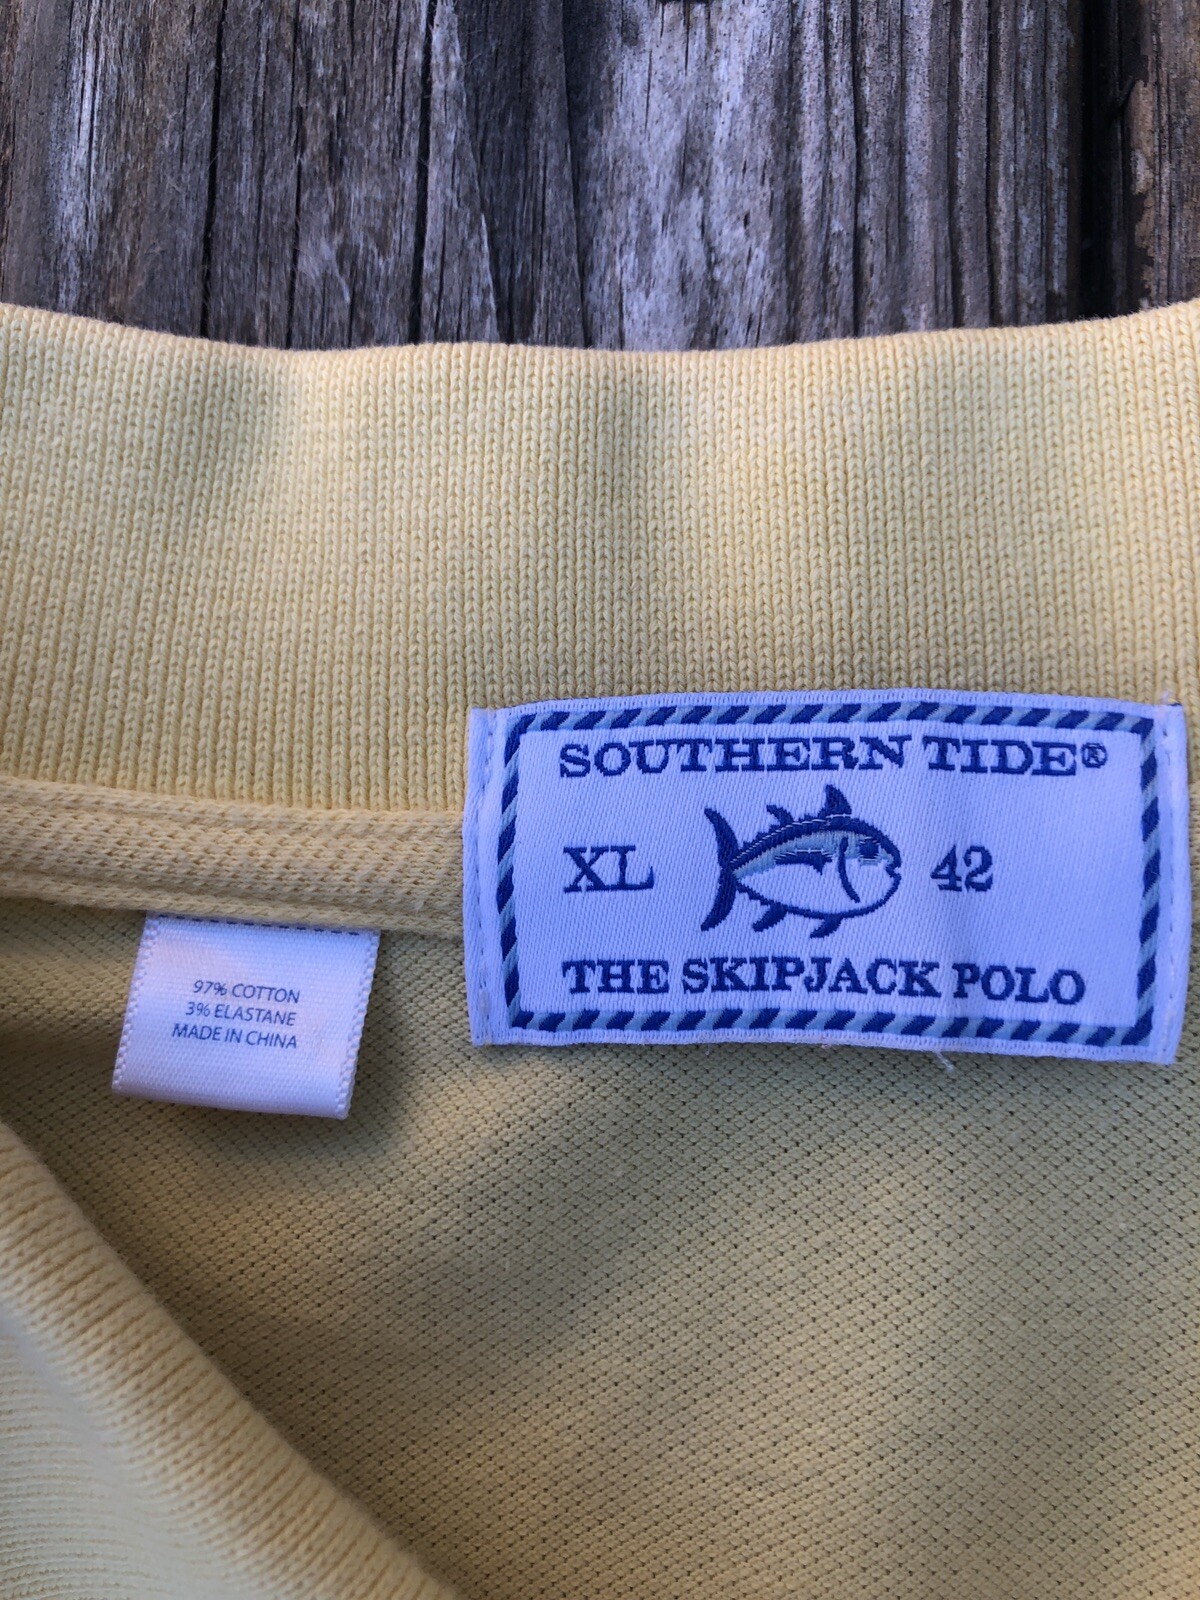 SOUTHERN TIDE®
XL 42
THE SKIPJACK POLO
97% COTTON
3% ELASTANE
MADE IN CHINA